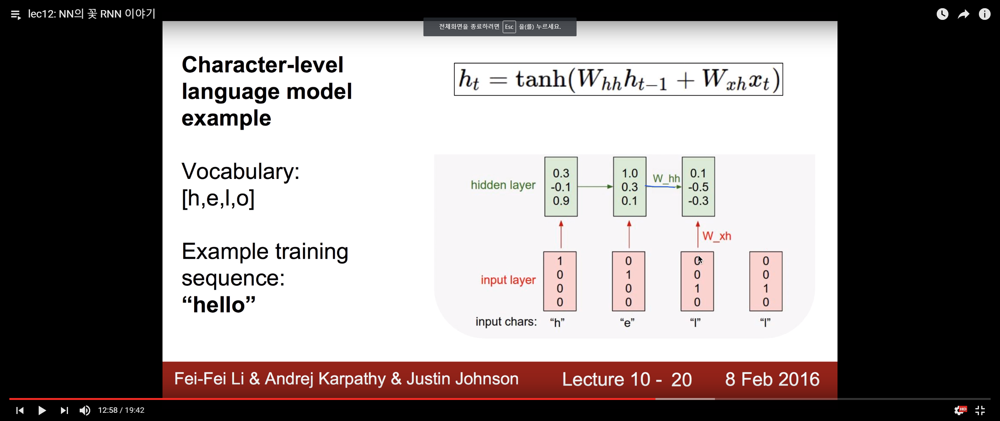 lec12: NN의 꽃 RNN 이야기
전체화면을 종료하려면 Esc 을(를) 누르세요.
Character-level
language model
example
h_t = tanh(W_{hh}h_{t−1} + W_{xh}x_t)
Vocabulary:
[h,e,l,o]
Example training
sequence:
“hello”
hidden layer
0.3
-0.1
0.9
1.0
0.3
0.1
W_hh
0.1
-0.5
-0.3
W_xh
input layer
1
0
0
0
0
1
0
0
0
0
1
0
0
0
1
0
input chars: “h” “e” “l” “l”
Fei-Fei Li & Andrej Karpathy & Justin Johnson Lecture 10 - 20 8 Feb 2016
12:58 / 19:42
HD